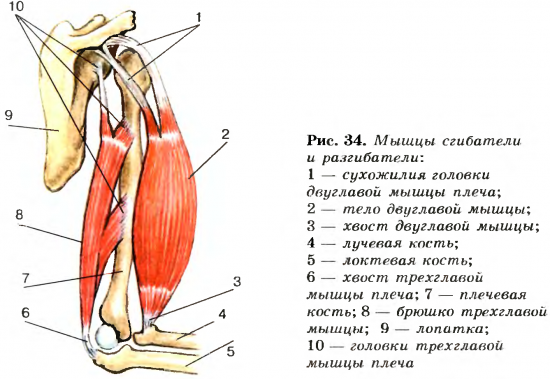 10
1
9
2
8
7
3
6
4
5
Рис. 34. Мышцы сгибатели
и разгибатели:
1 — сухожилия головки
двуглавой мышцы плеча;
2 — тело двуглавой мышцы;
3 — хвост двуглавой мышцы;
4 — лучевая кость;
5 — локтевая кость;
6 — хвост трехглавой
мышцы плеча; 7 — плечевая
кость; 8 — брюшко трехглавой
мышцы; 9 — лопатка;
10 — головки трехглавой
мышцы плеча